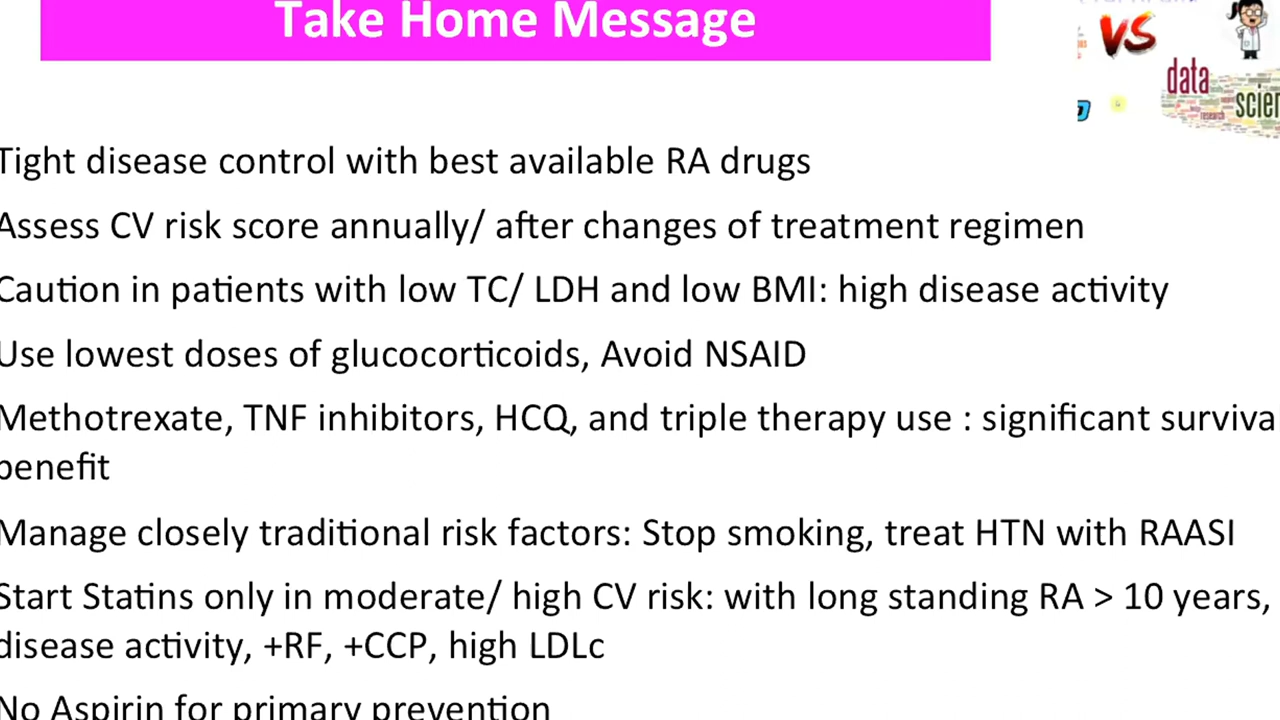 Take Home Message
VS
data
scien
research
Tight disease control with best available RA drugs
Assess CV risk score annually/ after changes of treatment regimen
Caution in patients with low TC/ LDH and low BMI: high disease activity
Use lowest doses of glucocorticoids, Avoid NSAID
Methotrexate, TNF inhibitors, HCQ, and triple therapy use : significant surviva
benefit
Manage closely traditional risk factors: Stop smoking, treat HTN with RAASI
Start Statins only in moderate/ high CV risk: with long standing RA > 10 years,
disease activity, +RF, +CCP, high LDLc
No Aspirin for primary prevention